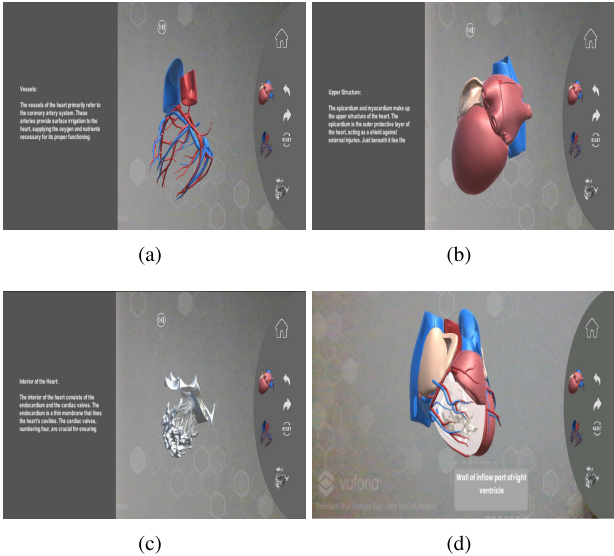 Vessels:
The vessels of the heart primarily refer to
the coronary artery system. These
arteries provide surface irrigation to the
heart, supplying the oxygen and nutrients
necessary for its proper functioning.
RESET
(a)
Upper Structure:
The epicardium and myocardium make up
the upper structure of the heart. The
epicardium is the outer protective layer of
the heart, acting as a shield against
external injuries. Just beneath it lies the
RESET
(b)
Interior of the Heart:
The interior of the heart consists of the
endocardium and the cardiac valves. The
endocardium is a thin membrane that lines
the heart's cavities. The cardiac valves,
numbering four, are crucial for ensuring
RESET
(c)
RESET
Wall of inflow part of right
ventricle
vuforia
(d)